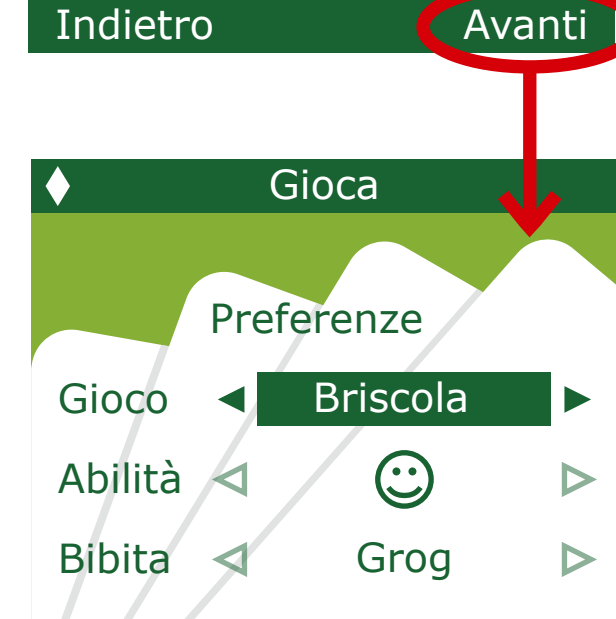 Indietro Avanti
Gioca
Preferenze
Gioco Briscola
Abilità
Bibita Grog